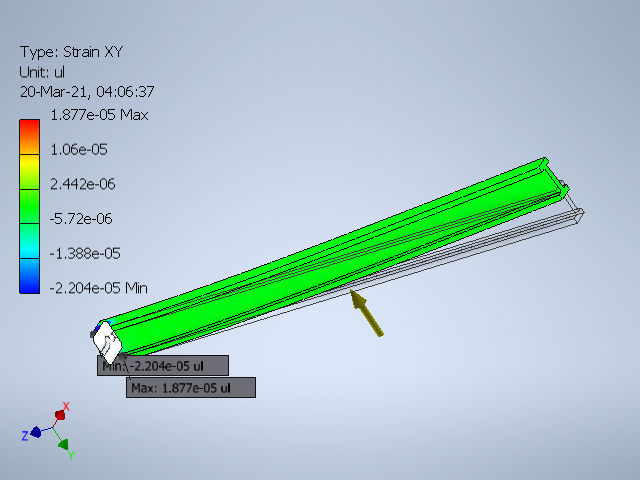 Type: Strain XY
Unit: ul
20-Mar-21, 04:06:37
1.877e-05 Max
1.06e-05
2.442e-06
-5.72e-06
-1.388e-05
-2.204e-05 Min
Min: -2.204e-05 ul
Max: 1.877e-05 ul
X
Z
Y